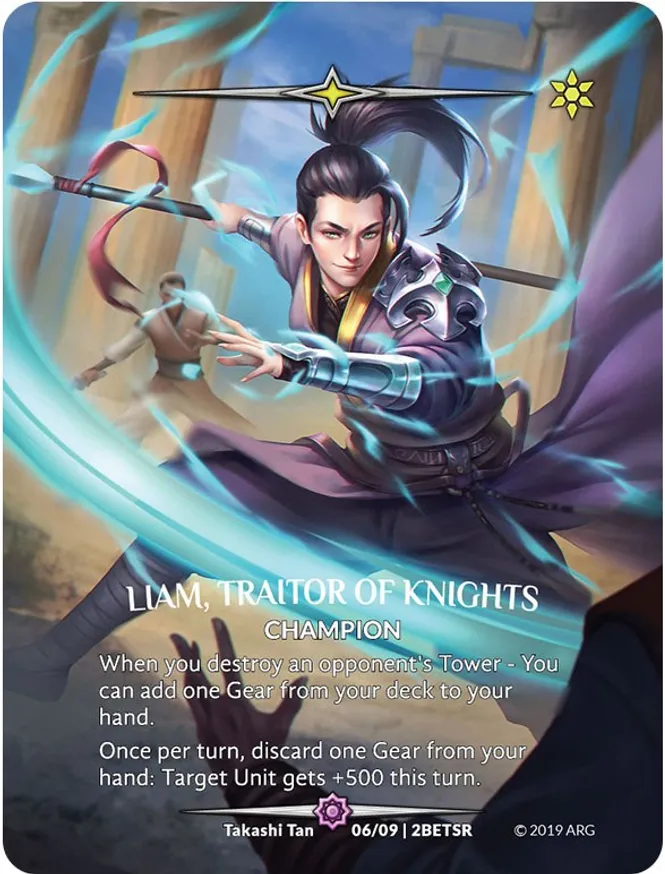 LIAM, TRAITOR OF KNIGHTS
CHAMPION
When you destroy an opponent's Tower - You
can add one Gear from your deck to your
hand.
Once per turn, discard one Gear from your
hand: Target Unit gets +500 this turn.
Takashi Tan 06/09 | 2BETSR © 2019 ARG